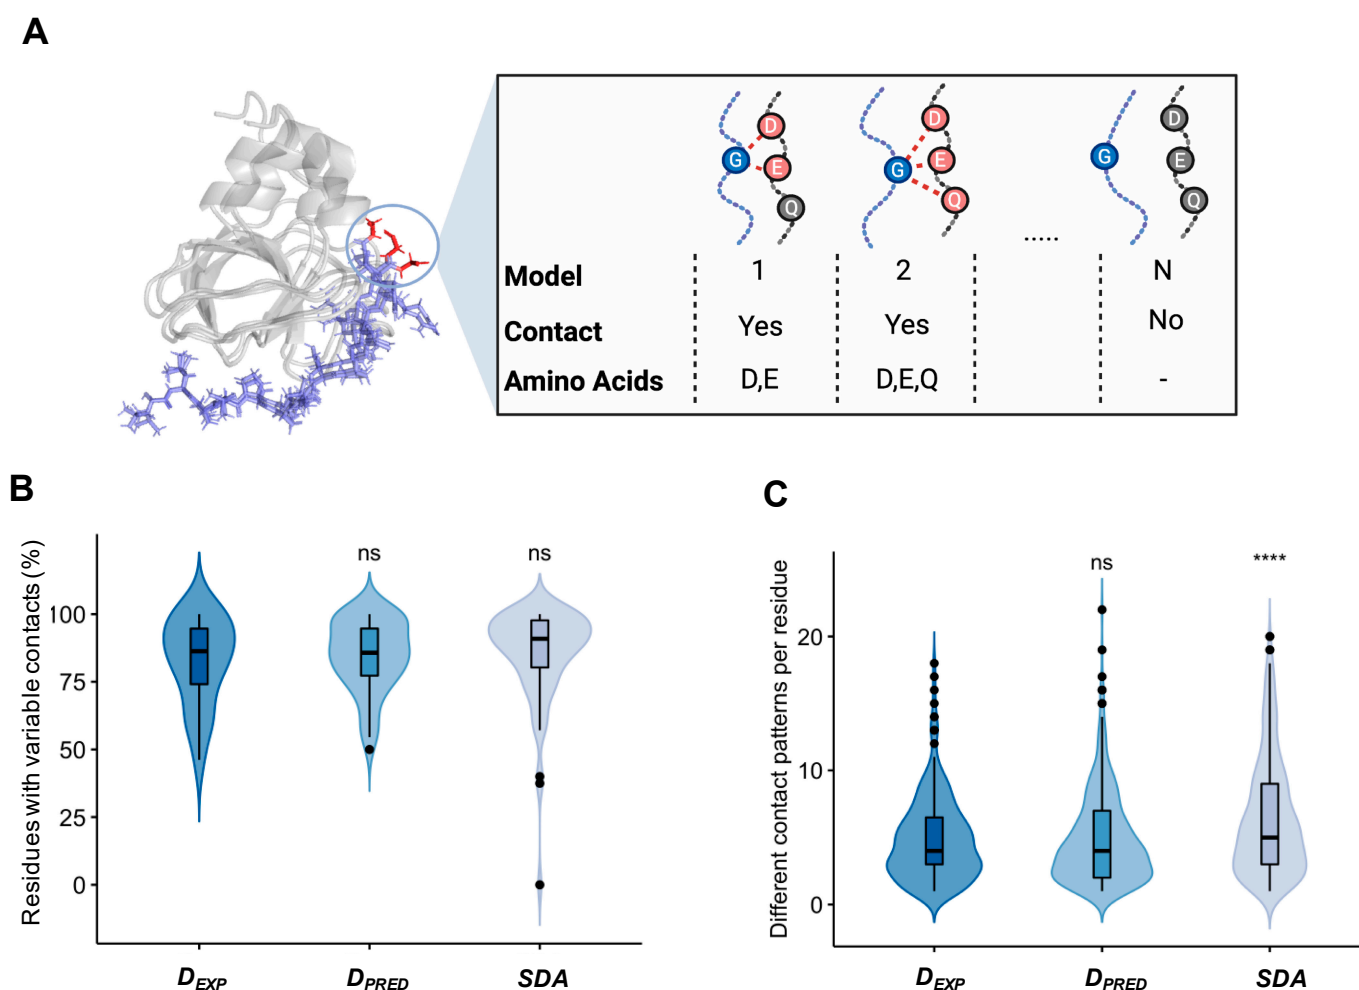 A
D
G
E
Q
D
G
E
Q
D
G
E
Q
.....
Model 1 2 N
Contact Yes Yes No
Amino Acids D,E D,E,Q -
B
Residues with variable contacts (%)
ns ns
100
75
50
25
0
D_EXP D_PRED SDA
C
Different contact patterns per residue
ns ****
20
10
0
D_EXP D_PRED SDA